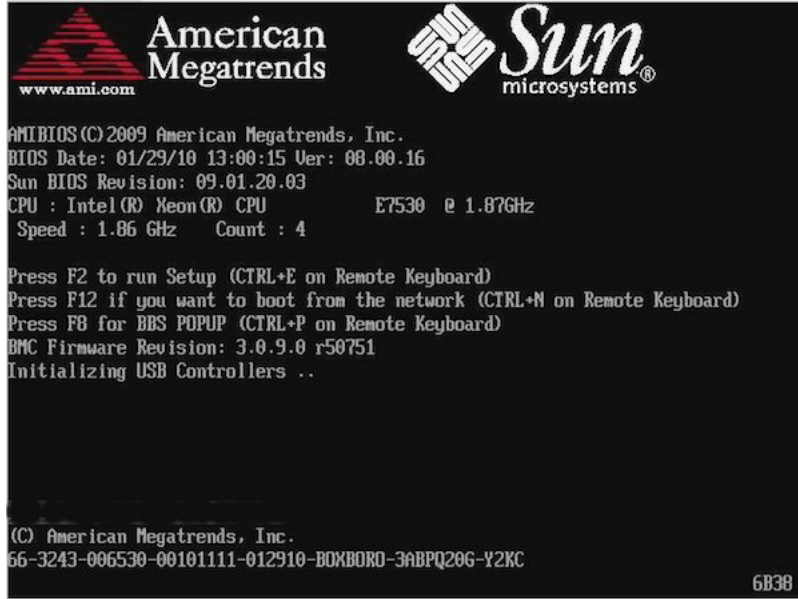 American
Megatrends
www.ami.com
Sun
microsystems®
AMIBIOS(C)2009 American Megatrends, Inc.
BIOS Date: 01/29/10 13:00:15 Ver: 08.00.16
Sun BIOS Revision: 09.01.20.03
CPU : Intel(R) Xeon(R) CPU E7530 @ 1.87GHz
Speed : 1.86 GHz Count : 4
Press F2 to run Setup (CTRL+E on Remote Keyboard)
Press F12 if you want to boot from the network (CTRL+N on Remote Keyboard)
Press F8 for BBS POPUP (CTRL+P on Remote Keyboard)
BMC Firmware Revision: 3.0.9.0 r50751
Initializing USB Controllers ..
(C) American Megatrends, Inc.
66-3243-006530-00101111-012910-BOXBORO-3ABPQ20G-Y2KC
6B38